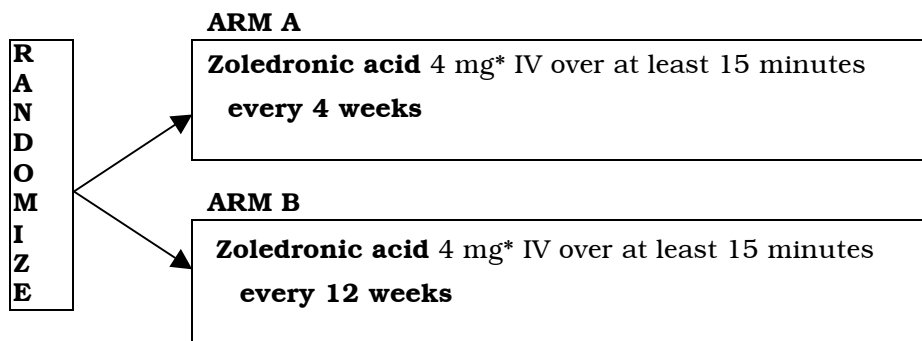 RANDOMIZE
ARM A
Zoledronic acid 4 mg* IV over at least 15 minutes
every 4 weeks
ARM B
Zoledronic acid 4 mg* IV over at least 15 minutes
every 12 weeks